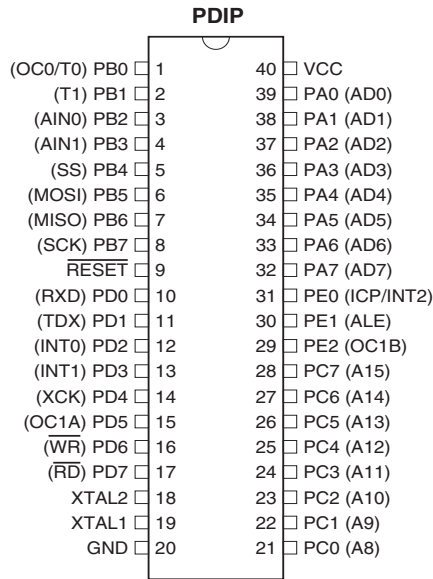 PDIP
(OC0/T0) PB0 1 40 VCC
(T1) PB1 2 39 PA0 (AD0)
(AIN0) PB2 3 38 PA1 (AD1)
(AIN1) PB3 4 37 PA2 (AD2)
(SS) PB4 5 36 PA3 (AD3)
(MOSI) PB5 6 35 PA4 (AD4)
(MISO) PB6 7 34 PA5 (AD5)
(SCK) PB7 8 33 PA6 (AD6)
RESET 9 32 PA7 (AD7)
(RXD) PD0 10 31 PE0 (ICP/INT2)
(TDX) PD1 11 30 PE1 (ALE)
(INT0) PD2 12 29 PE2 (OC1B)
(INT1) PD3 13 28 PC7 (A15)
(XCK) PD4 14 27 PC6 (A14)
(OC1A) PD5 15 26 PC5 (A13)
(WR) PD6 16 25 PC4 (A12)
(RD) PD7 17 24 PC3 (A11)
XTAL2 18 23 PC2 (A10)
XTAL1 19 22 PC1 (A9)
GND 20 21 PC0 (A8)